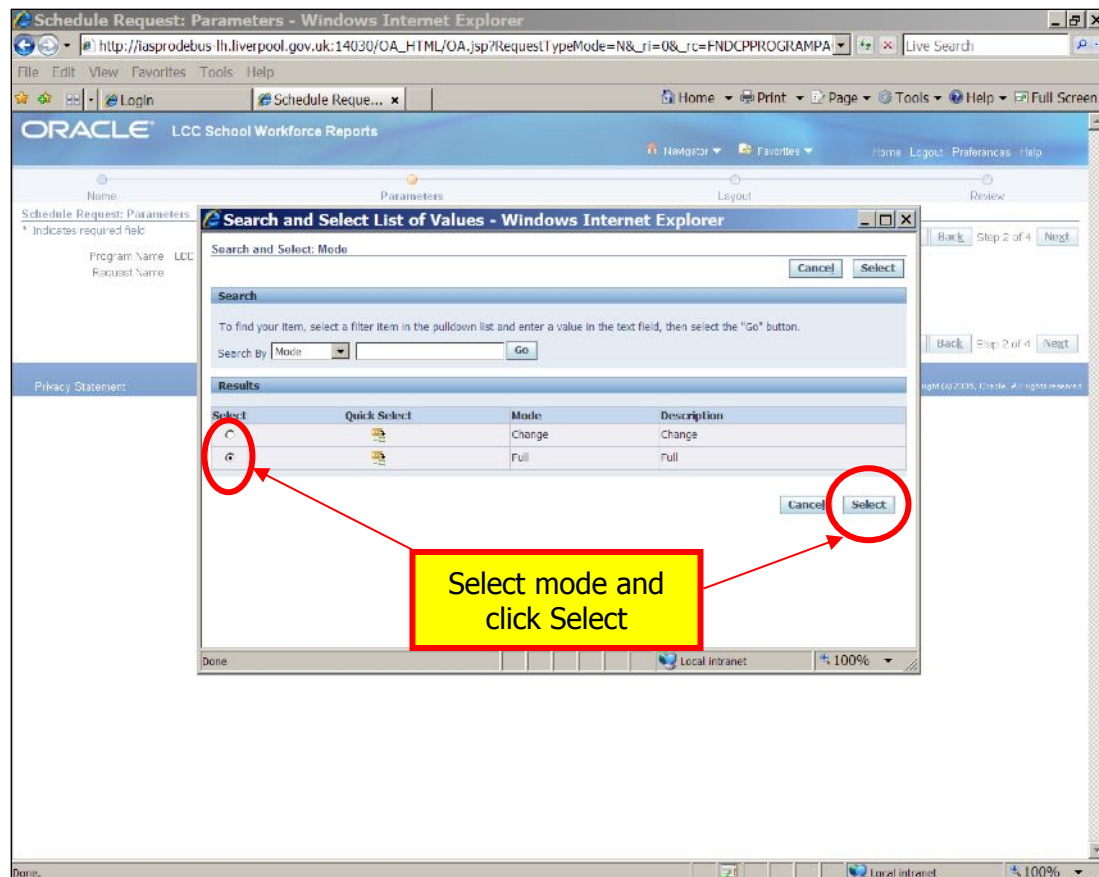 Schedule Request: Parameters - Windows Internet Explorer
http://iasprodebus-lh.liverpool.gov.uk:14030/OA_HTML/OA.jsp?RequestTypeMode=N&_ri=0&_rc=FNDCPPROGRAMPA
Live Search
File Edit View Favorites Tools Help
Login
Schedule Reque...
Home Print Page Tools Help Full Screen
ORACLE LCC School Workforce Reports
Navigator Favorites Home Logout Preferences Help
Name Parameters Layout Review
Schedule Request: Parameters
* Indicates required field
Back Step 2 of 4 Next
Program Name LCC
Request Name
Search and Select List of Values - Windows Internet Explorer
Search and Select: Mode
Cancel Select
Search
To find your item, select a filter item in the pulldown list and enter a value in the text field, then select the "Go" button.
Search By Mode Go
Back Step 2 of 4 Next
Privacy Statement
Results
Select Quick Select Mode Description
Change Change
Full Full
Cancel Select
Select mode and
click Select
Done Local intranet 100%
Done. Local intranet 100%